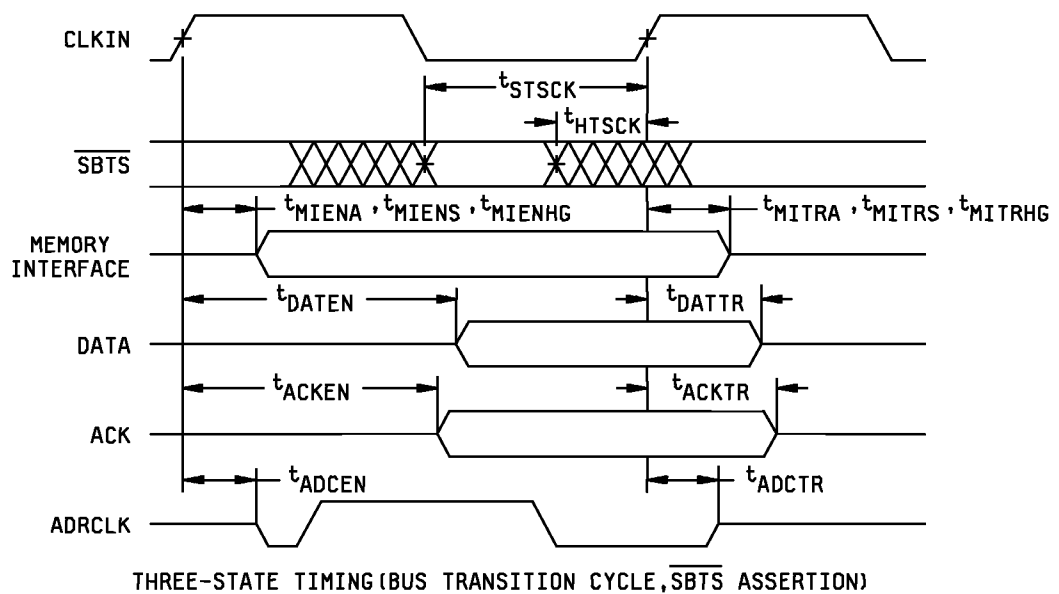 CLKIN
tSTSCK
tHTSCK
SBTS
tMIENA, tMIENS, tMIENHG
tMITRA, tMITRS, tMITRHG
MEMORY
INTERFACE
tDATEN
tDATTR
DATA
tACKEN
tACKTR
ACK
tADCEN
tADCTR
ADRCLK
THREE-STATE TIMING(BUS TRANSITION CYCLE,SBTS ASSERTION)